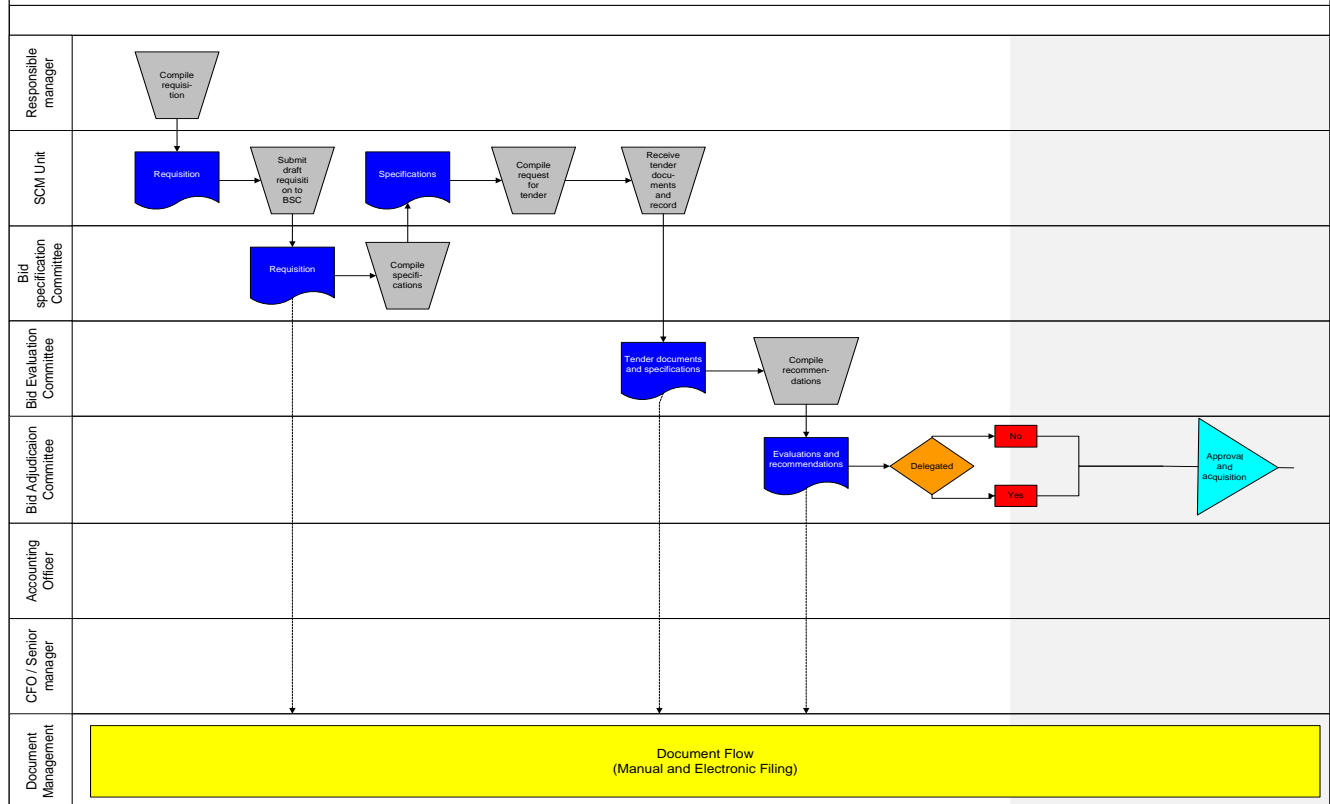 Responsible
manager
Compile
requisi-
tion
SCM Unit
Requisition
Submit
draft
requisiti
on to
BSC
Specifications
Compile
request
for
tender
Receive
tender
docu-
ments
and
record
Bid
specification
Committee
Requisition
Compile
specifi-
cations
Bid Evaluation
Committee
Tender documents
and specifications
Compile
recommen-
dations
Bid Adjudicaion
Committee
Evaluations and
recommendations
Delegated
No
Yes
Approval
and
acquisition
Accounting
Officer
CFO / Senior
manager
Document
Management
Document Flow
(Manual and Electronic Filing)